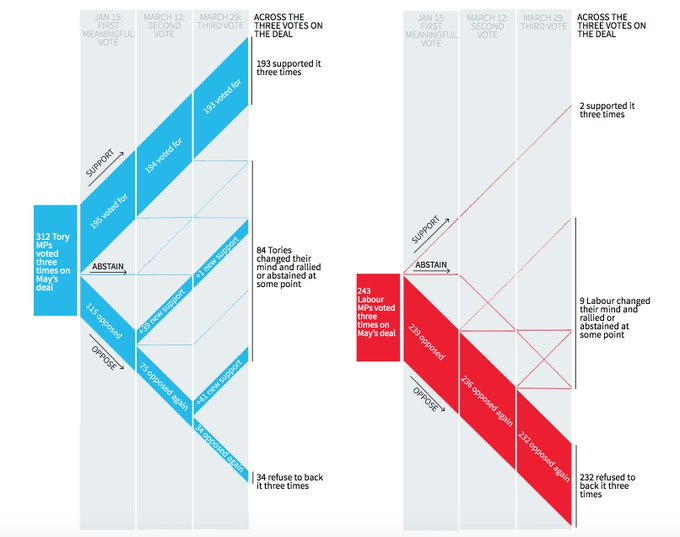 JAN 15:
FIRST
MEANINGFUL
VOTE
MARCH 12:
SECOND
VOTE
MARCH 29:
THIRD VOTE
ACROSS THE
THREE VOTES ON
THE DEAL
193 supported it
three times
193 voted for
194 voted for
195 voted for
SUPPORT
312 Tory
MPs
voted
three
times on
May's
deal
ABSTAIN
84 Tories
changed their
mind and rallied
or abstained at
some point
+1 new support
+39 new support
115 opposed
OPPOSE
75 opposed again
+41 new support
34 opposed again
34 refuse to back
it three times
JAN 15:
FIRST
MEANINGFUL
VOTE
MARCH 12:
SECOND
VOTE
MARCH 29:
THIRD VOTE
ACROSS THE
THREE VOTES ON
THE DEAL
2 supported it
three times
SUPPORT
ABSTAIN
243
Labour
MPs voted
three
times on
May's deal
9 Labour changed
their mind and
rallied or
abstained at
some point
239 opposed
OPPOSE
236 opposed again
232 opposed again
232 refused to
back it three
times